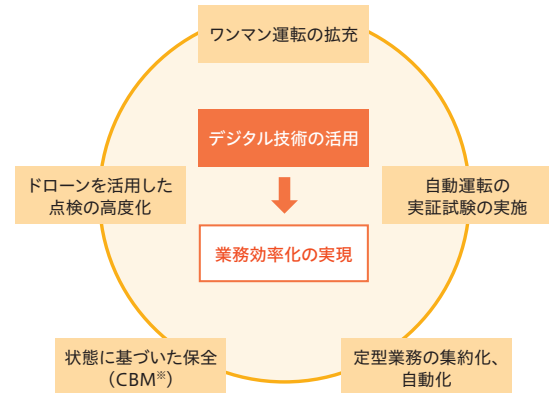 ワンマン運転の拡充
デジタル技術の活用
ドローンを活用した
点検の高度化
自動運転の
実証試験の実施
業務効率化の実現
状態に基づいた保全
（CBM※）
定型業務の集約化、
自動化